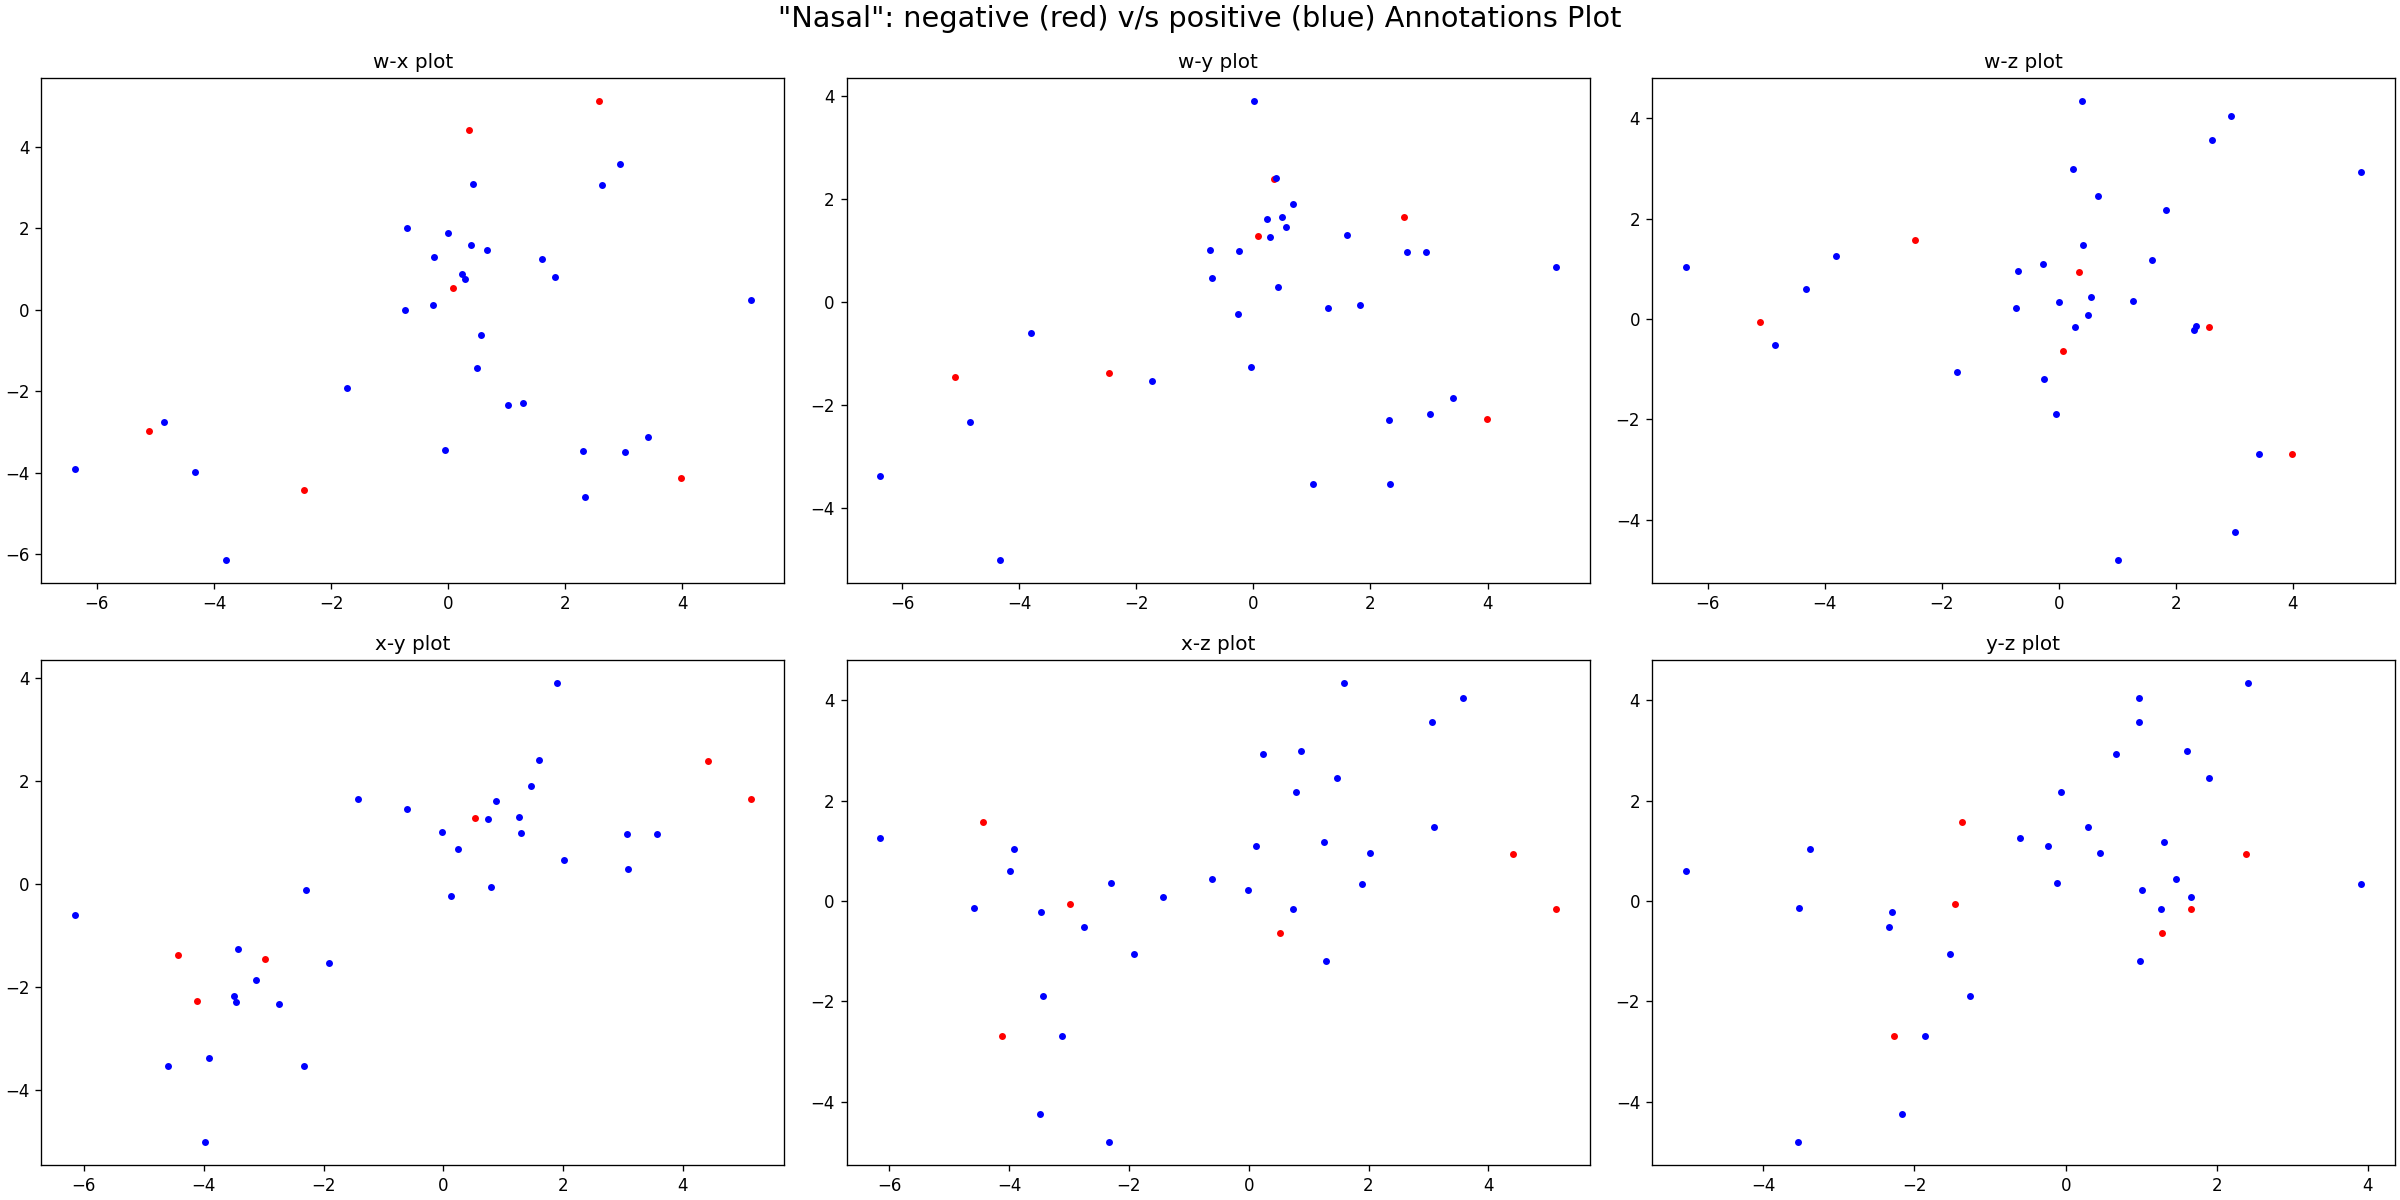 "Nasal": negative (red) v/s positive (blue) Annotations Plot
w-x plot
4
2
0
−2
−4
−6
−6 −4 −2 0 2 4
w-y plot
4
2
0
−2
−4
−6 −4 −2 0 2 4
w-z plot
4
2
0
−2
−4
−6 −4 −2 0 2 4
x-y plot
4
2
0
−2
−4
−6 −4 −2 0 2 4
x-z plot
4
2
0
−2
−4
−6 −4 −2 0 2 4
y-z plot
4
2
0
−2
−4
−4 −2 0 2 4